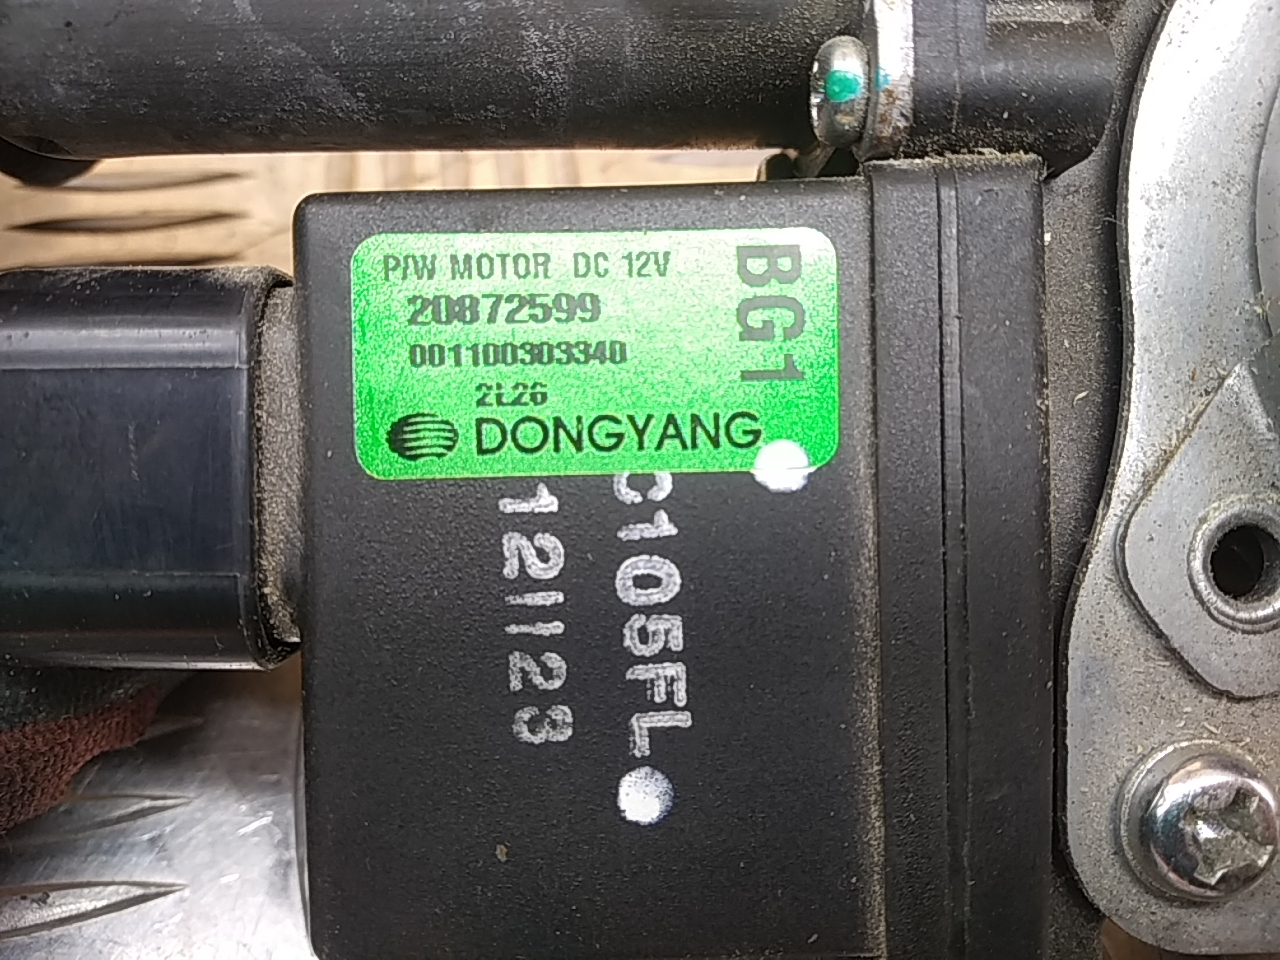 P/W MOTOR DC 12V
20872599
001100303340
2L26
DONGYANG
BG1
C105FL
121123